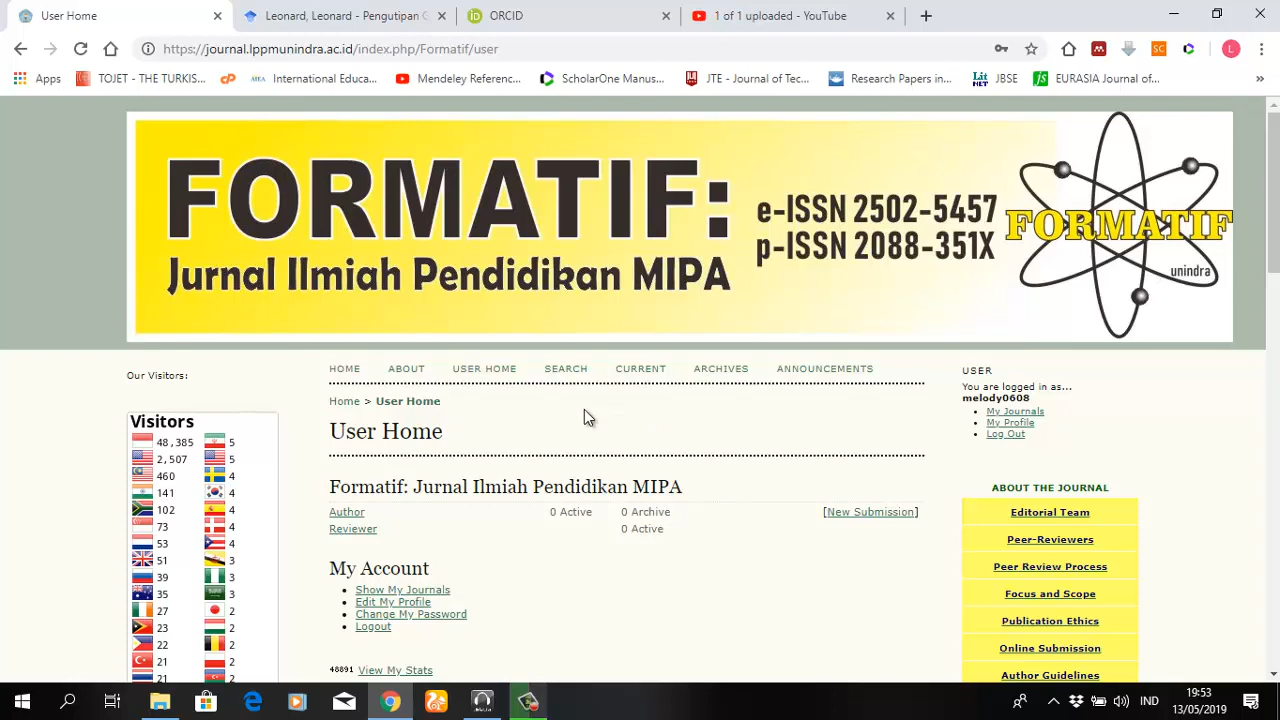 User Home
Leonard, Leonard - Pengutipan G
ORCID
1 of 1 uploaded - YouTube
https://journal.lppmunindra.ac.id/index.php/Formatif/user
SC
L
Apps
TOJET - THE TURKIS...
International Educa...
Mendeley Referenc...
ScholarOne Manus...
JTE - Journal of Tec...
Research Papers in...
JBSE
EURASIA Journal of...
FORMATIF:
Jurnal Ilmiah Pendidikan MIPA
e-ISSN 2502-5457
p-ISSN 2088-351X
FORMATIF
unindra
Our Visitors:
Visitors
48,385 5
2,507 5
460 4
141 4
102 4
73 4
53 4
51 3
39 3
35 3
27 2
23 2
22 2
21 2
21 2
HOME ABOUT USER HOME SEARCH CURRENT ARCHIVES ANNOUNCEMENTS
Home > User Home
User Home
Formatif: Jurnal Ilmiah Pendidikan MIPA
Author 0 Active 0 Archive [New Submission]
Reviewer 0 Active
My Account
Show My Journals
Edit My Profile
Change My Password
Logout
48891 View My Stats
USER
You are logged in as...
melody0608
My Journals
My Profile
Log Out
ABOUT THE JOURNAL
Editorial Team
Peer-Reviewers
Peer Review Process
Focus and Scope
Publication Ethics
Online Submission
Author Guidelines
IND
19:53
13/05/2019